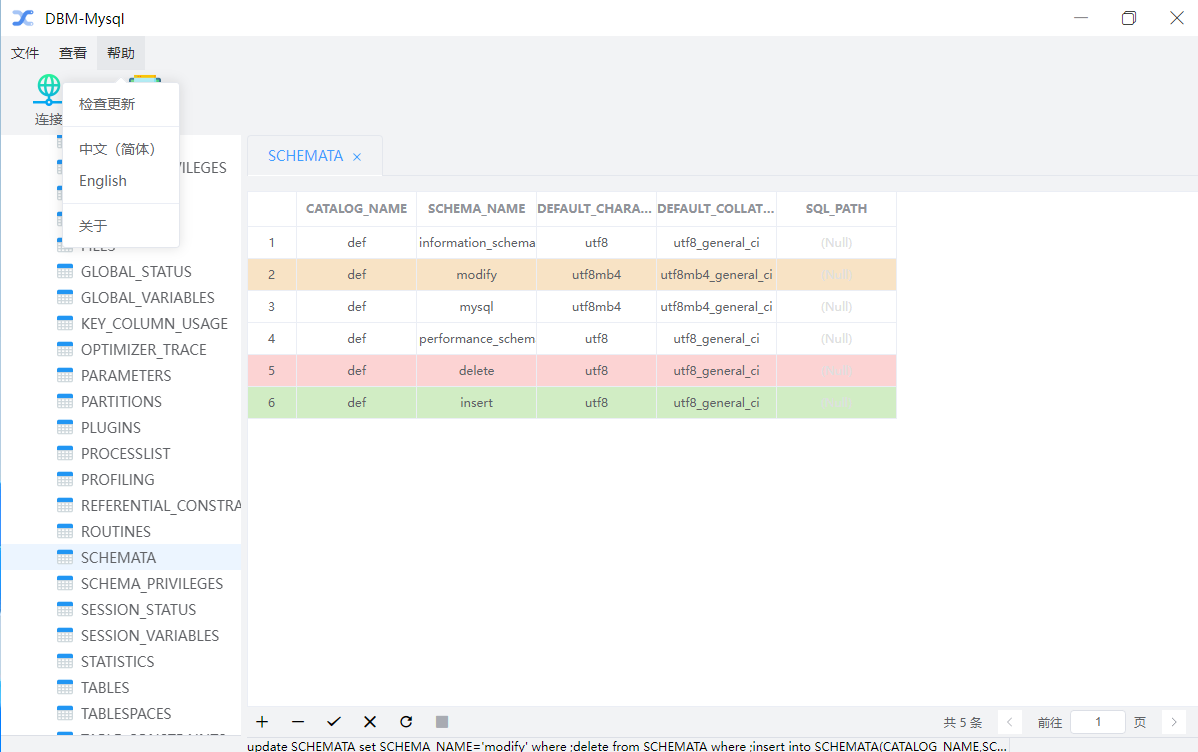 DBM-Mysql
文件 查看 帮助
连接
检查更新
中文（简体）
English
关于
GLOBAL_STATUS
GLOBAL_VARIABLES
KEY_COLUMN_USAGE
OPTIMIZER_TRACE
PARAMETERS
PARTITIONS
PLUGINS
PROCESSLIST
PROFILING
REFERENTIAL_CONSTRA
ROUTINES
SCHEMATA
SCHEMA_PRIVILEGES
SESSION_STATUS
SESSION_VARIABLES
STATISTICS
TABLES
TABLESPACES
SCHEMATA ×
CATALOG_NAME SCHEMA_NAME DEFAULT_CHARA... DEFAULT_COLLAT... SQL_PATH
1 def information_schema utf8 utf8_general_ci (Null)
2 def modify utf8mb4 utf8mb4_general_ci (Null)
3 def mysql utf8mb4 utf8mb4_general_ci (Null)
4 def performance_schem utf8 utf8_general_ci (Null)
5 def delete utf8 utf8_general_ci (Null)
6 def insert utf8 utf8_general_ci
共 5 条 前往 1 页
update SCHEMATA set SCHEMA_NAME='modify' where ;delete from SCHEMATA where ;insert into SCHEMATA(CATALOG_NAME,SC...